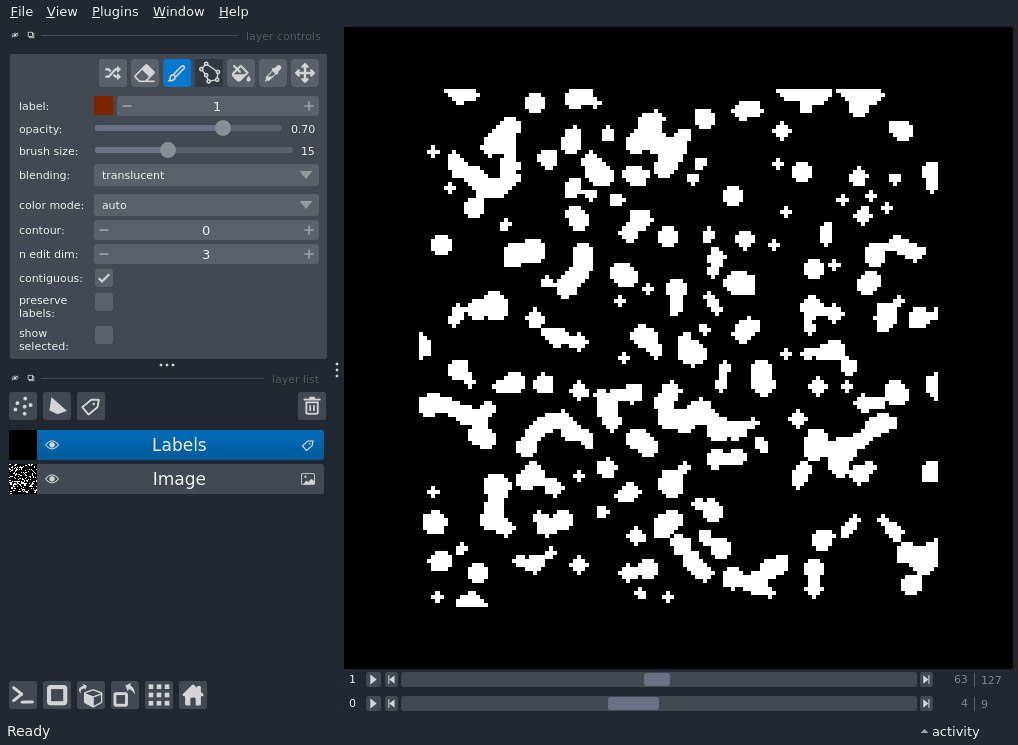 File View Plugins Window Help
layer controls
label: 1
opacity: 0.70
brush size: 15
blending: translucent
color mode: auto
contour: 0
n edit dim: 3
contiguous:
preserve
labels:
show
selected:
layer list
Labels
Image
1 63 127
0 4 9
Ready activity